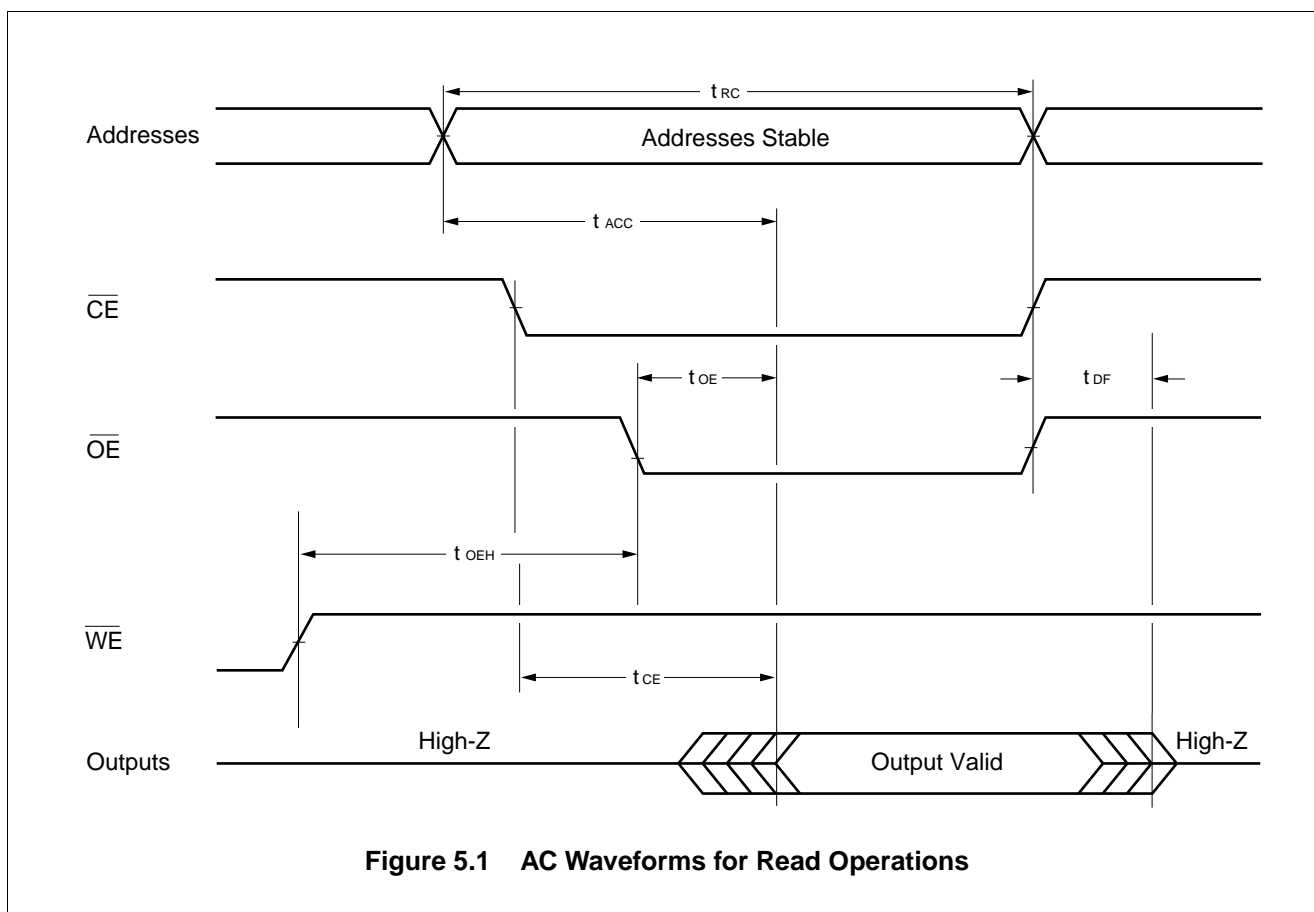 t RC
Addresses
Addresses Stable
t ACC
CE
t OE
t DF
OE
t OEH
WE
t CE
High-Z
High-Z
Outputs
Output Valid
Figure 5.1 AC Waveforms for Read Operations